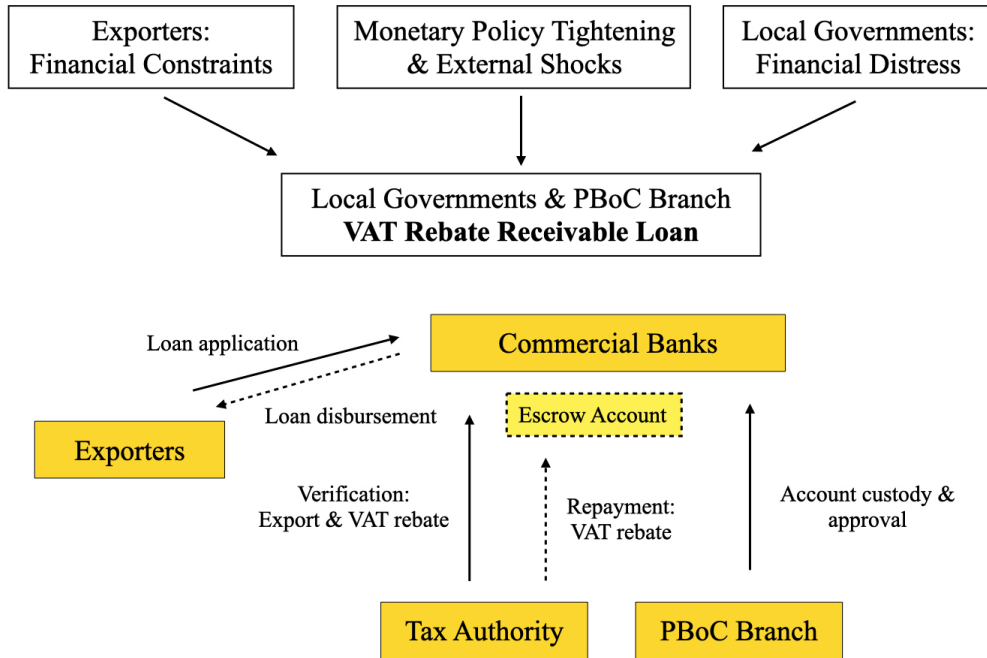 Exporters:
Financial Constraints
Monetary Policy Tightening
& External Shocks
Local Governments:
Financial Distress
Local Governments & PBoC Branch
VAT Rebate Receivable Loan
Commercial Banks
Loan application
Loan disbursement
Escrow Account
Exporters
Verification:
Export & VAT rebate
Repayment:
VAT rebate
Account custody &
approval
Tax Authority
PBoC Branch